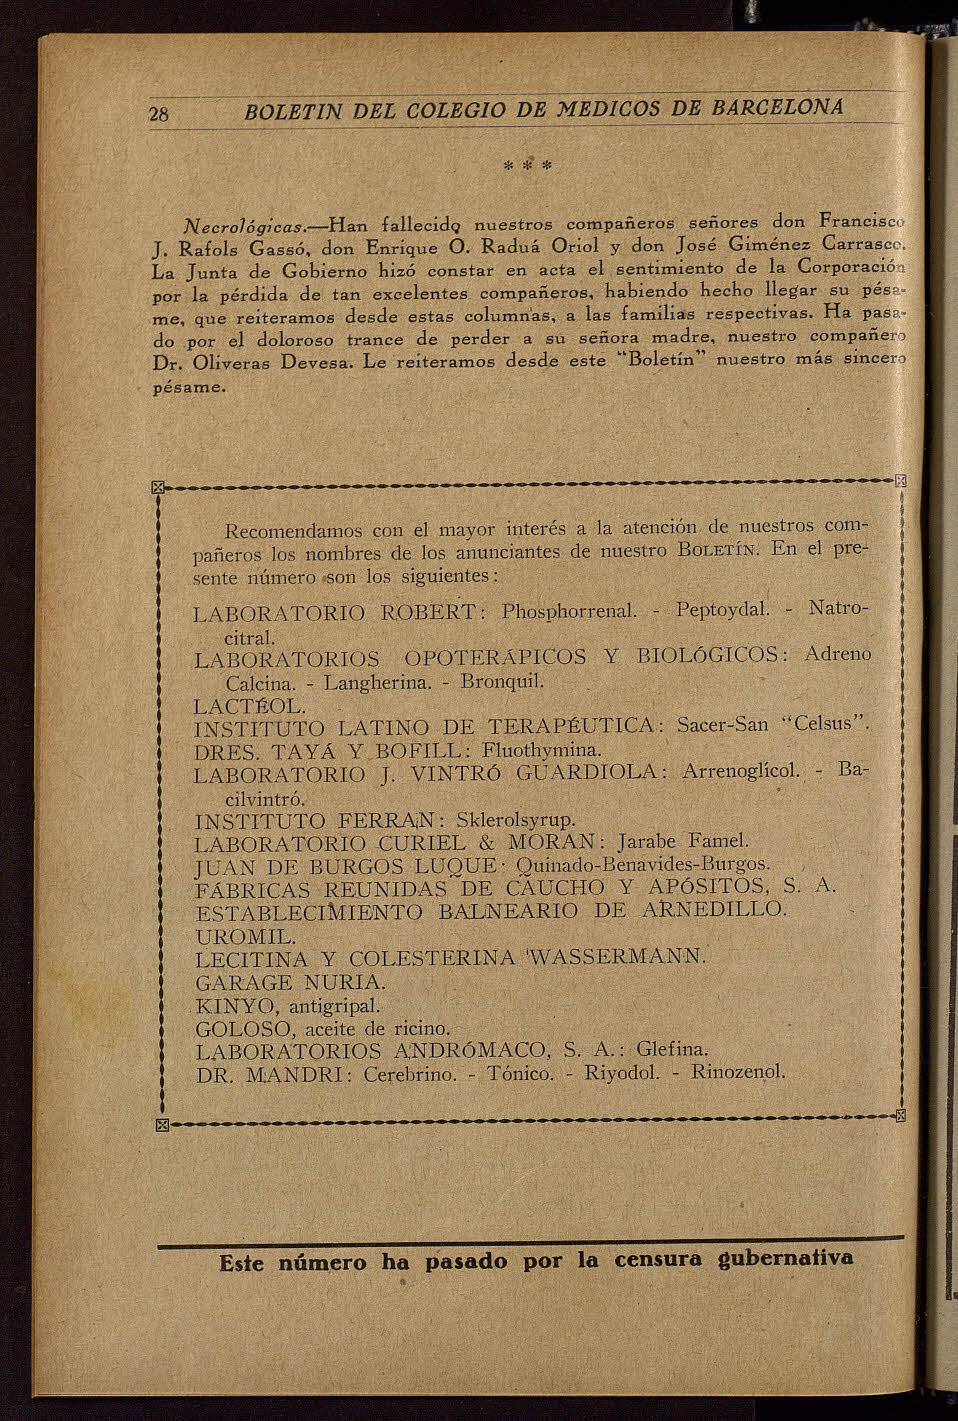 28 BOLETIN DEL COLEGIO DE MEDICOS DE BARCELONA
* * *
Necrológicas.—Han fallecido nuestros compañeros señores don Francisco
J. Rafols Gassó, don Enrique O. Raduá Oriol y don José Giménez Carrasco.
La Junta de Gobierno hizó constar en acta el sentimiento de la Corporación
por la pérdida de tan excelentes compañeros, habiendo hecho llegar su pésa-
me, que reiteramos desde estas columnas, a las familias respectivas. Ha pasa-
do por el doloroso trance de perder a su señora madre, nuestro compañero
Dr. Oliveras Devesa. Le reiteramos desde este “Boletín” nuestro más sincero
pésame.
Recomendamos con el mayor interés a la atención de nuestros com-
pañeros los nombres de los anunciantes de nuestro BOLETÍN. En el pre-
sente número son los siguientes:
LABORATORIO ROBERT: Phosphorrenal. - Peptoydal. - Natro-
citral.
LABORATORIOS OPOTERÁPICOS Y BIOLÓGICOS: Adreno
Calcina. - Langherina. - Bronquil.
LACTÉOL.
INSTITUTO LATINO DE TERAPÉUTICA: Sacer-San “Celsus”.
DRES. TAYÁ Y BOFILL: Fluothymina.
LABORATORIO J. VINTRÓ GUARDIOLA: Arrenoglícol. - Ba-
cilvintró.
INSTITUTO FERRAN: Sklerolsyrup.
LABORATORIO CURIEL & MORAN: Jarabe Famel.
JUAN DE BURGOS LUQUE: Quinado-Benavides-Burgos.
FÁBRICAS REUNIDAS DE CAUCHO Y APÓSITOS, S. A.
ESTABLECIMIENTO BALNEARIO DE ARNEDILLO.
UROMIL.
LECITINA Y COLESTERINA WASSERMANN.
GARAGE NURIA.
KINYO, antigripal.
GOLOSO, aceite de ricino.
LABORATORIOS ANDRÓMACO, S. A.: Glefina.
DR. MANDRI: Cerebrino. - Tónico. - Riyodol. - Rinozenol.
Este número ha pasado por la censura gubernativa